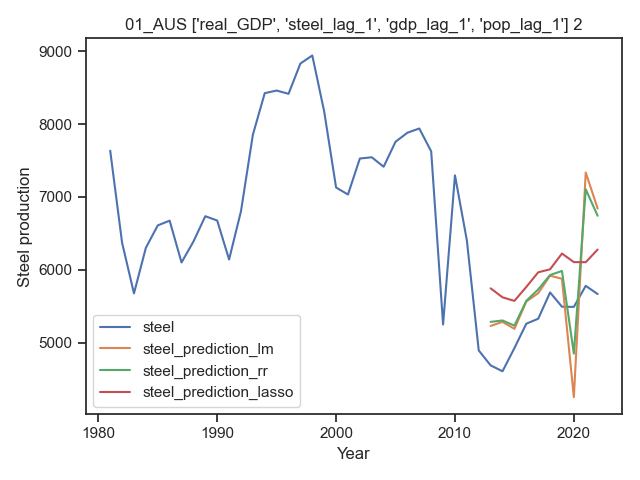 01_AUS ['real_GDP', 'steel_lag_1', 'gdp_lag_1', 'pop_lag_1'] 2
9000
8000
7000
6000
5000
Steel production
steel
steel_prediction_lm
steel_prediction_rr
steel_prediction_lasso
1980
1990
2000
2010
2020
Year